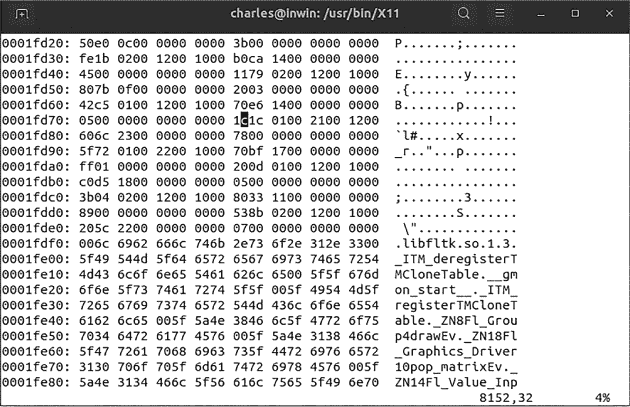 charles@inwin: /usr/bin/X11
0001fd20: 50e0 0c00 0000 0000 3b00 0000 0000 0000  P.......;.......
0001fd30: fe1b 0200 1200 1000 b0ca 1400 0000 0000  ................
0001fd40: 4500 0000 0000 0000 1179 0200 1200 1000  E........y......
0001fd50: 807b 0f00 0000 0000 2003 0000 0000 0000  .{...... .......
0001fd60: 42c5 0100 1200 1000 70e6 1400 0000 0000  B.......p.......
0001fd70: 0500 0000 0000 0000 1c1c 0100 2100 1200  ............!...
0001fd80: 606c 2300 0000 0000 7800 0000 0000 0000  `l#.....x.......
0001fd90: 5f72 0100 2200 1000 70bf 1700 0000 0000  _r.."...p.......
0001fda0: ff01 0000 0000 0000 200d 0100 1200 1000  ........ .......
0001fdb0: c0d5 1800 0000 0000 0500 0000 0000 0000  ................
0001fdc0: 3b04 0200 1200 1000 8033 1100 0000 0000  ;........3......
0001fdd0: 8900 0000 0000 0000 538b 0200 1200 1000  ........S.......
0001fde0: 205c 2200 0000 0000 0700 0000 0000 0000   \".............
0001fdf0: 006c 6962 666c 746b 2e73 6f2e 312e 3300  .libfltk.so.1.3.
0001fe00: 5f49 544d 5f64 6572 6567 6973 7465 7254  _ITM_deregisterT
0001fe10: 4d43 6c6f 6e65 5461 626c 6500 5f5f 676d  MCloneTable.__gm
0001fe20: 6f6e 5f73 7461 7274 5f5f 005f 4954 4d5f  on_start__._ITM_
0001fe30: 7265 6769 7374 6572 544d 436c 6f6e 6554  registerTMCloneT
0001fe40: 6162 6c65 005f 5a4e 3846 6c5f 4772 6f75  able._ZN8Fl_Grou
0001fe50: 7034 6472 6177 4576 005f 5a4e 3138 466c  p4drawEv._ZN18Fl
0001fe60: 5f47 7261 7068 6963 735f 4472 6976 6572  _Graphics_Driver
0001fe70: 3130 706f 705f 6d61 7472 6978 4576 005f  10pop_matrixEv._
0001fe80: 5a4e 3134 466c 5f56 616c 7565 5f49 6e70  ZN14Fl_Value_Inp
8152,32 4%